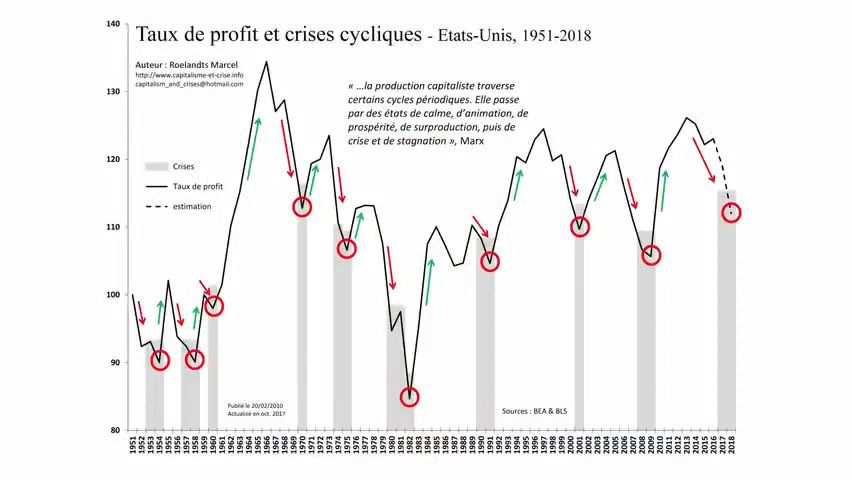 Taux de profit et crises cycliques - Etats-Unis, 1951-2018
Auteur : Roelandts Marcel
http://www.capitalisme-et-crise.info
capitalism_and_crises@hotmail.com
« …la production capitaliste traverse
certains cycles périodiques. Elle passe
par des états de calme, d'animation, de
prospérité, de surproduction, puis de
crise et de stagnation », Marx
Crises
Taux de profit
estimation
140
130
120
110
100
90
80
Publié le 20/02/2010
Actualisé en oct. 2017
Sources : BEA & BLS
1951 1952 1953 1954 1955 1956 1957 1958 1959 1960 1961 1962 1963 1964 1965 1966 1967 1968 1969 1970 1971 1972 1973 1974 1975 1976 1977 1978 1979 1980 1981 1982 1983 1984 1985 1986 1987 1988 1989 1990 1991 1992 1993 1994 1995 1996 1997 1998 1999 2000 2001 2002 2003 2004 2005 2006 2007 2008 2009 2010 2011 2012 2013 2014 2015 2016 2017 2018